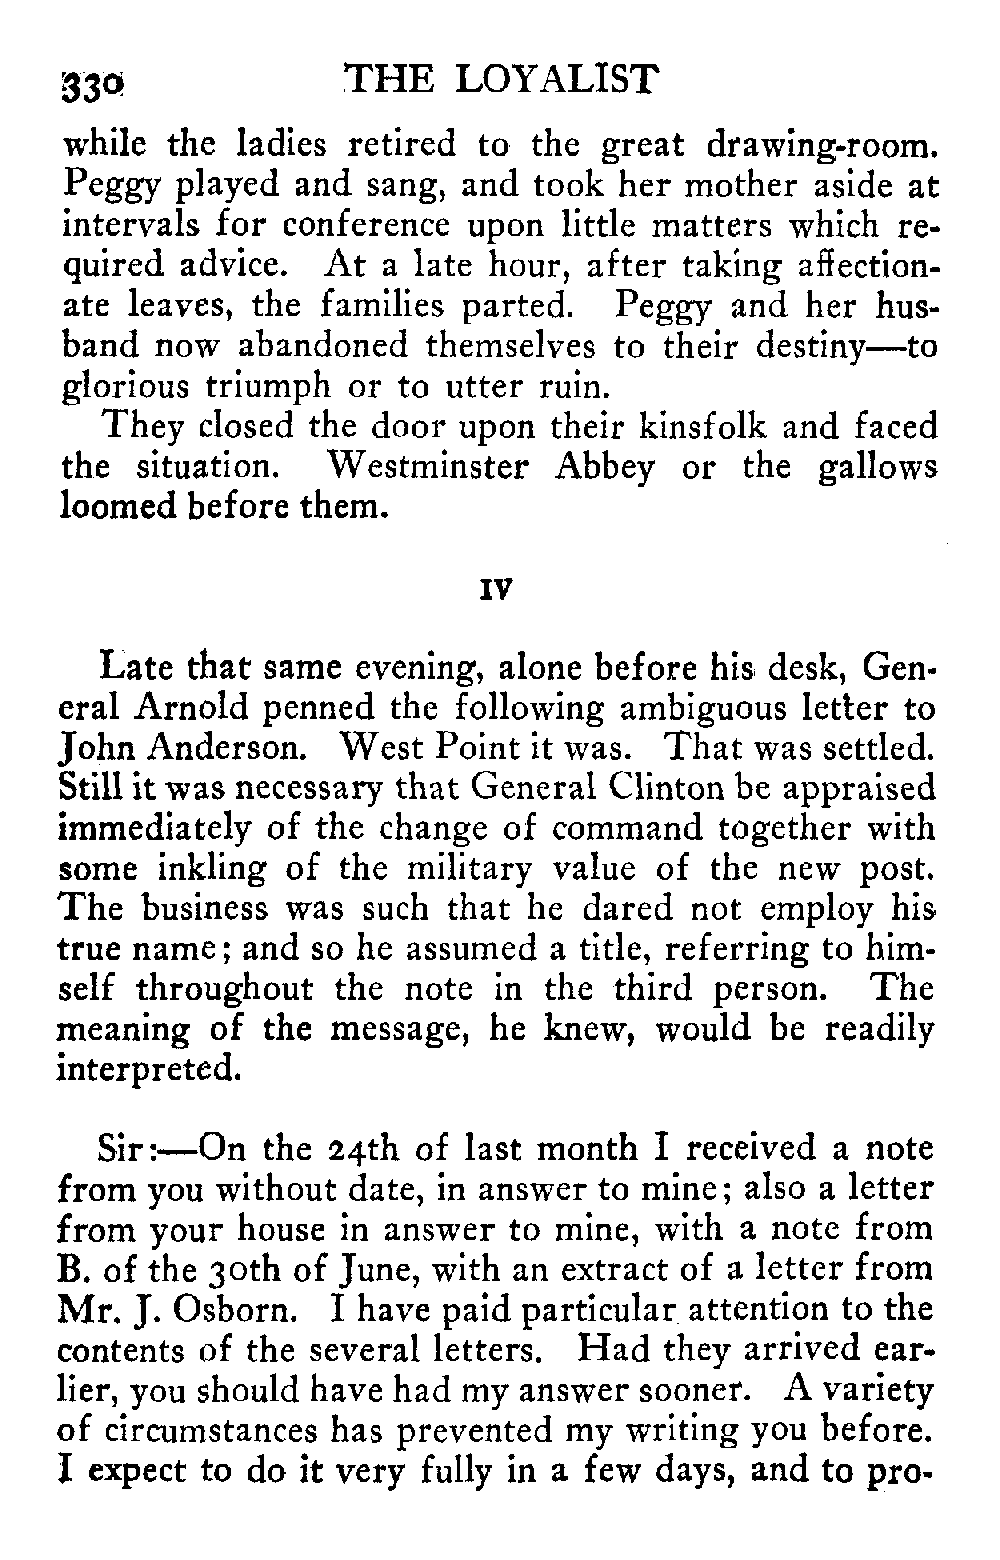 330 THE LOYALIST
while the ladies retired to the great drawing-room.
Peggy played and sang, and took her mother aside at
intervals for conference upon little matters which re-
quired advice. At a late hour, after taking affection-
ate leaves, the families parted. Peggy and her hus-
band now abandoned themselves to their destiny—to
glorious triumph or to utter ruin.
They closed the door upon their kinsfolk and faced
the situation. Westminster Abbey or the gallows
loomed before them.
IV
Late that same evening, alone before his desk, Gen-
eral Arnold penned the following ambiguous letter to
John Anderson. West Point it was. That was settled.
Still it was necessary that General Clinton be appraised
immediately of the change of command together with
some inkling of the military value of the new post.
The business was such that he dared not employ his
true name; and so he assumed a title, referring to him-
self throughout the note in the third person. The
meaning of the message, he knew, would be readily
interpreted.
Sir:—On the 24th of last month I received a note
from you without date, in answer to mine; also a letter
from your house in answer to mine, with a note from
B. of the 30th of June, with an extract of a letter from
Mr. J. Osborn. I have paid particular attention to the
contents of the several letters. Had they arrived ear-
lier, you should have had my answer sooner. A variety
of circumstances has prevented my writing you before.
I expect to do it very fully in a few days, and to pro-